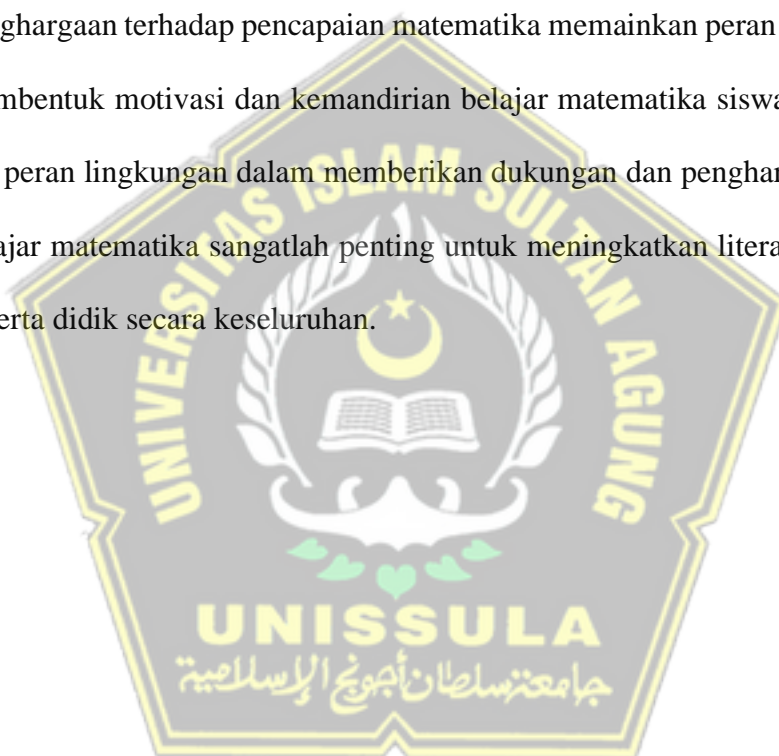 ghargaan terhadap pencapaian matematika memainkan peran
mbentuk motivasi dan kemandirian belajar matematika siswa
peran lingkungan dalam memberikan dukungan dan penghar
ajar matematika sangatlah penting untuk meningkatkan litera
erta didik secara keseluruhan.
UNIVERSITAS ISLAM SULTAN AGUNG
UNISSULA
جامعة سلطان أجونج الإسلامية